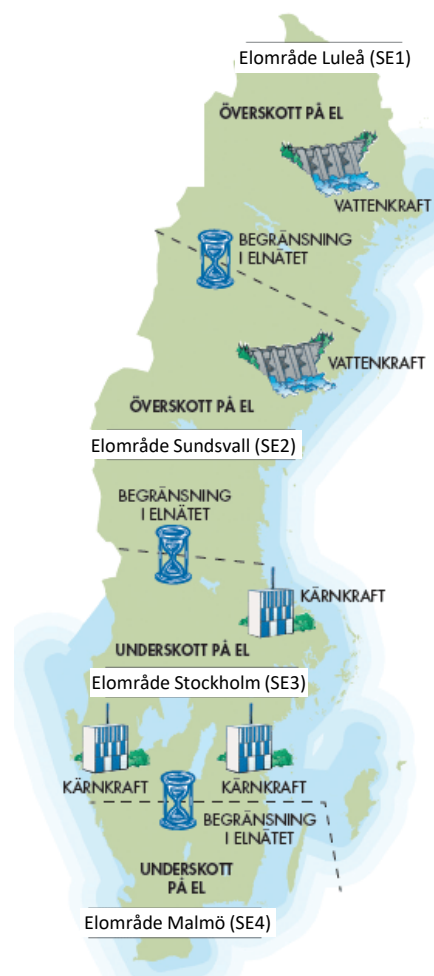 Elområde Luleå (SE1)
ÖVERSKOTT PÅ EL
VATTENKRAFT
BEGRÄNSNING
I ELNÄTET
VATTENKRAFT
ÖVERSKOTT PÅ EL
Elområde Sundsvall (SE2)
BEGRÄNSNING
I ELNÄTET
KÄRNKRAFT
UNDERSKOTT PÅ EL
Elområde Stockholm (SE3)
KÄRNKRAFT
KÄRNKRAFT
BEGRÄNSNING
I ELNÄTET
UNDERSKOTT
PÅ EL
Elområde Malmö (SE4)